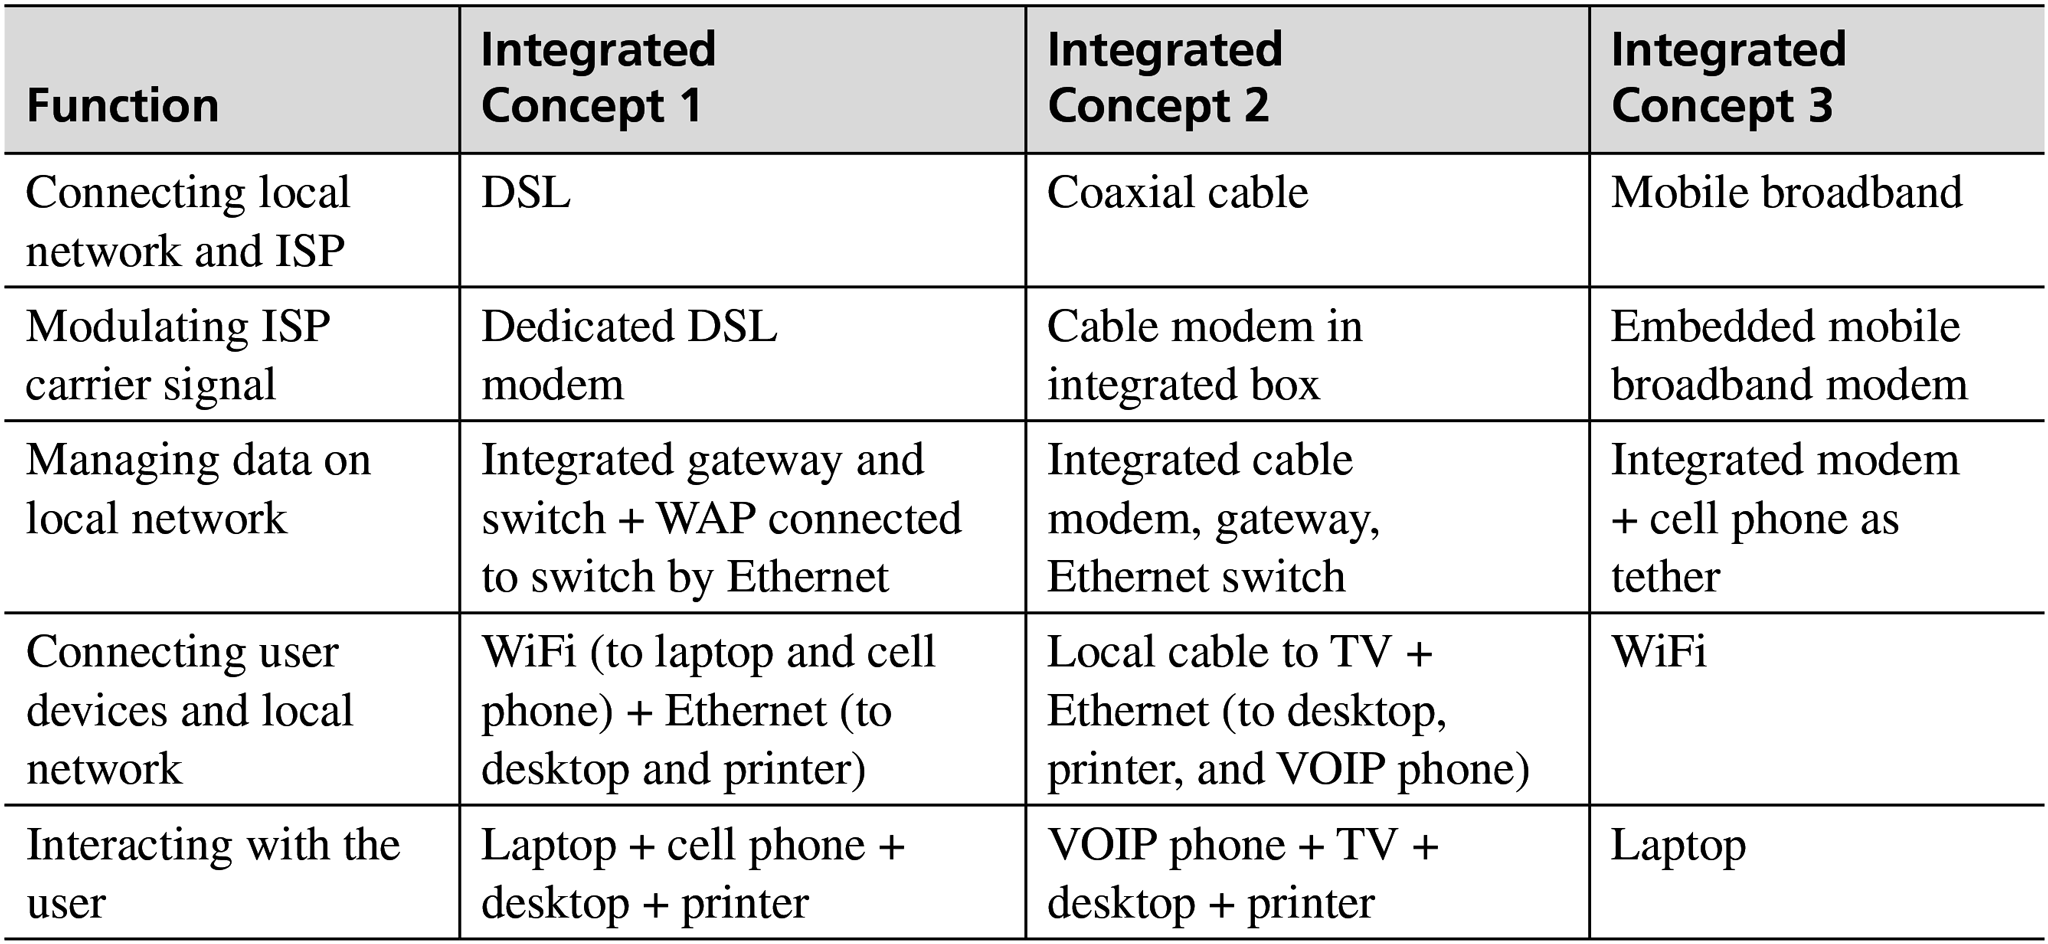 Function
Integrated
Concept 1
Integrated
Concept 2
Integrated
Concept 3
Connecting local
network and ISP
DSL
Coaxial cable
Mobile broadband
Modulating ISP
carrier signal
Dedicated DSL
modem
Cable modem in
integrated box
Embedded mobile
broadband modem
Managing data on
local network
Integrated gateway and
switch + WAP connected
to switch by Ethernet
Integrated cable
modem, gateway,
Ethernet switch
Integrated modem
+ cell phone as
tether
Connecting user
devices and local
network
WiFi (to laptop and cell
phone) + Ethernet (to
desktop and printer)
Local cable to TV +
Ethernet (to desktop,
printer, and VOIP phone)
WiFi
Interacting with the
user
Laptop + cell phone +
desktop + printer
VOIP phone + TV +
desktop + printer
Laptop